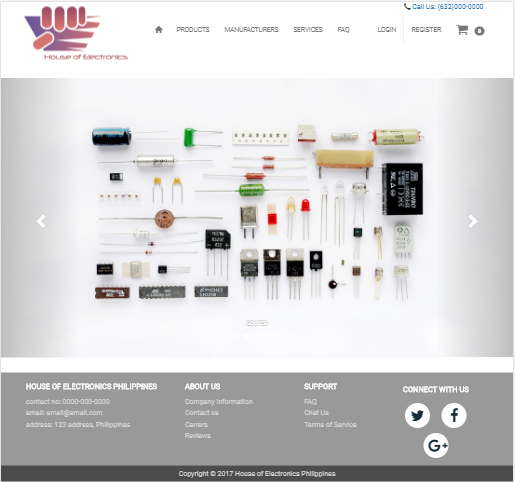 Call Us: (632)000-0000
House of Electronics
PRODUCTS
MANUFACTURERS
SERVICES
FAQ
LOGIN
REGISTER
0
HOUSE OF ELECTRONICS PHILIPPINES
contact no: 0000-000-0000
email: email@email.com
address: 123 address, Philippines
ABOUT US
Company Information
Contact us
Carrers
Reviews
SUPPORT
FAQ
Chat Us
Terms of Service
CONNECT WITH US
Copyright © 2017 House of Electronics Philippines